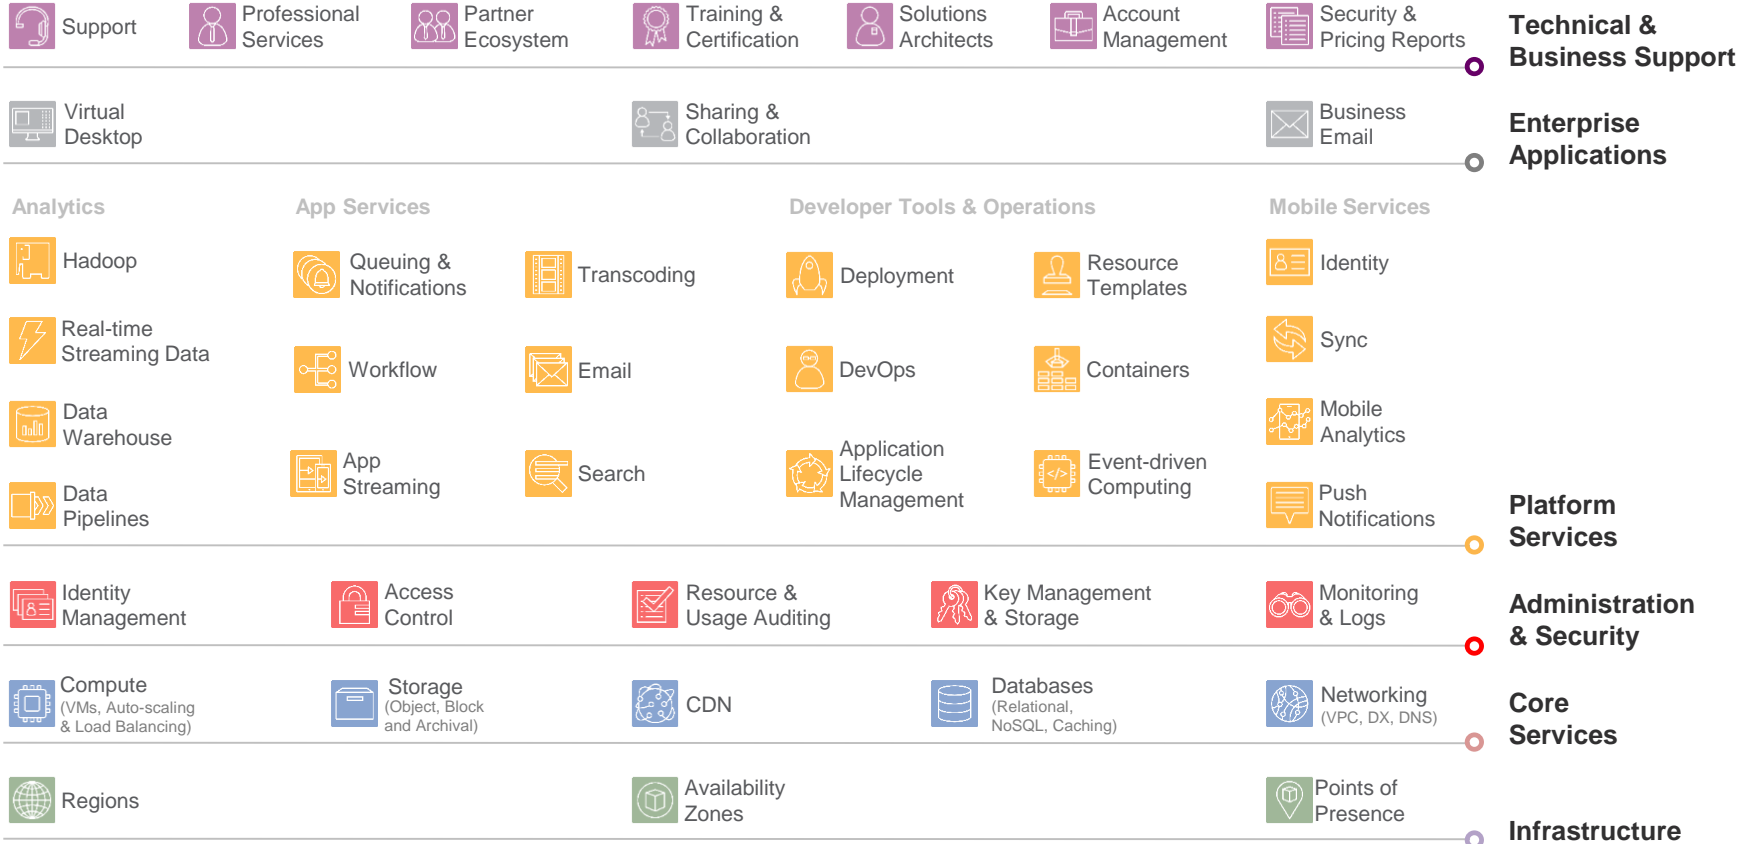 Support
Professional
Services
Partner
Ecosystem
Training &
Certification
Solutions
Architects
Account
Management
Security &
Pricing Reports
Technical &
Business Support
Virtual
Desktop
Sharing &
Collaboration
Business
Email
Enterprise
Applications
Analytics
Hadoop
Real-time
Streaming Data
Data
Warehouse
Data
Pipelines
App Services
Queuing &
Notifications
Transcoding
Workflow
Email
App
Streaming
Search
Developer Tools & Operations
Deployment
Resource
Templates
DevOps
Containers
Application
Lifecycle
Management
Event-driven
Computing
Mobile Services
Identity
Sync
Mobile
Analytics
Push
Notifications
Platform
Services
Identity
Management
Access
Control
Resource &
Usage Auditing
Key Management
& Storage
Monitoring
& Logs
Administration
& Security
Compute
(VMs, Auto-scaling
& Load Balancing)
Storage
(Object, Block
and Archival)
CDN
Databases
(Relational,
NoSQL, Caching)
Networking
(VPC, DX, DNS)
Core
Services
Regions
Availability
Zones
Points of
Presence
Infrastructure